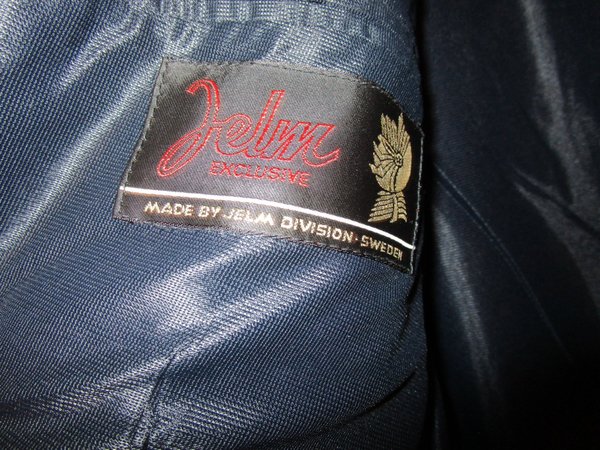 Jelm
EXCLUSIVE
MADE BY JELM DIVISION · SWEDEN